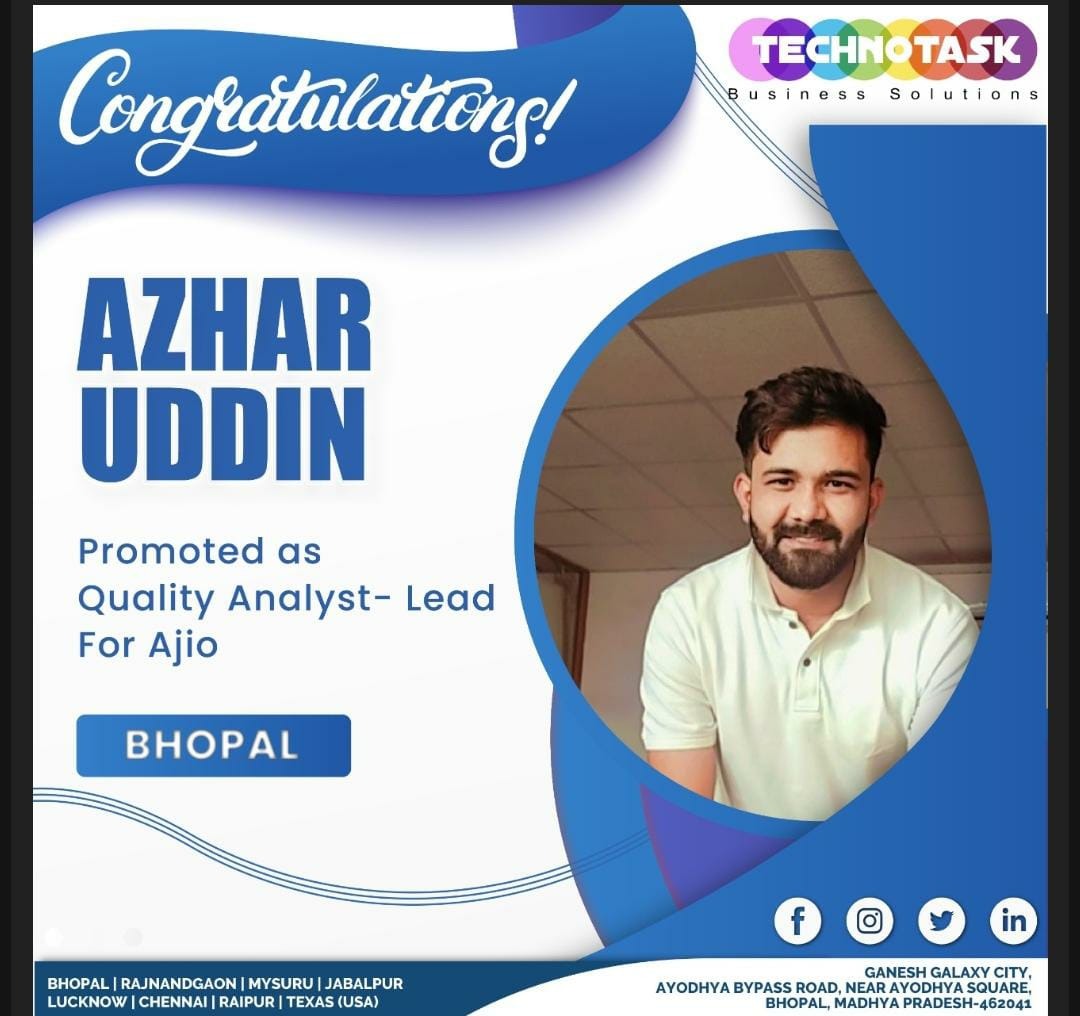 Congratulations!
TECHNOTASK
Business Solutions
AZHAR
UDDIN
Promoted as
Quality Analyst- Lead
For Ajio
BHOPAL
BHOPAL | RAJNANDGAON | MYSURU | JABALPUR
LUCKNOW | CHENNAI | RAIPUR | TEXAS (USA)
GANESH GALAXY CITY,
AYODHYA BYPASS ROAD, NEAR AYODHYA SQUARE,
BHOPAL, MADHYA PRADESH-462041